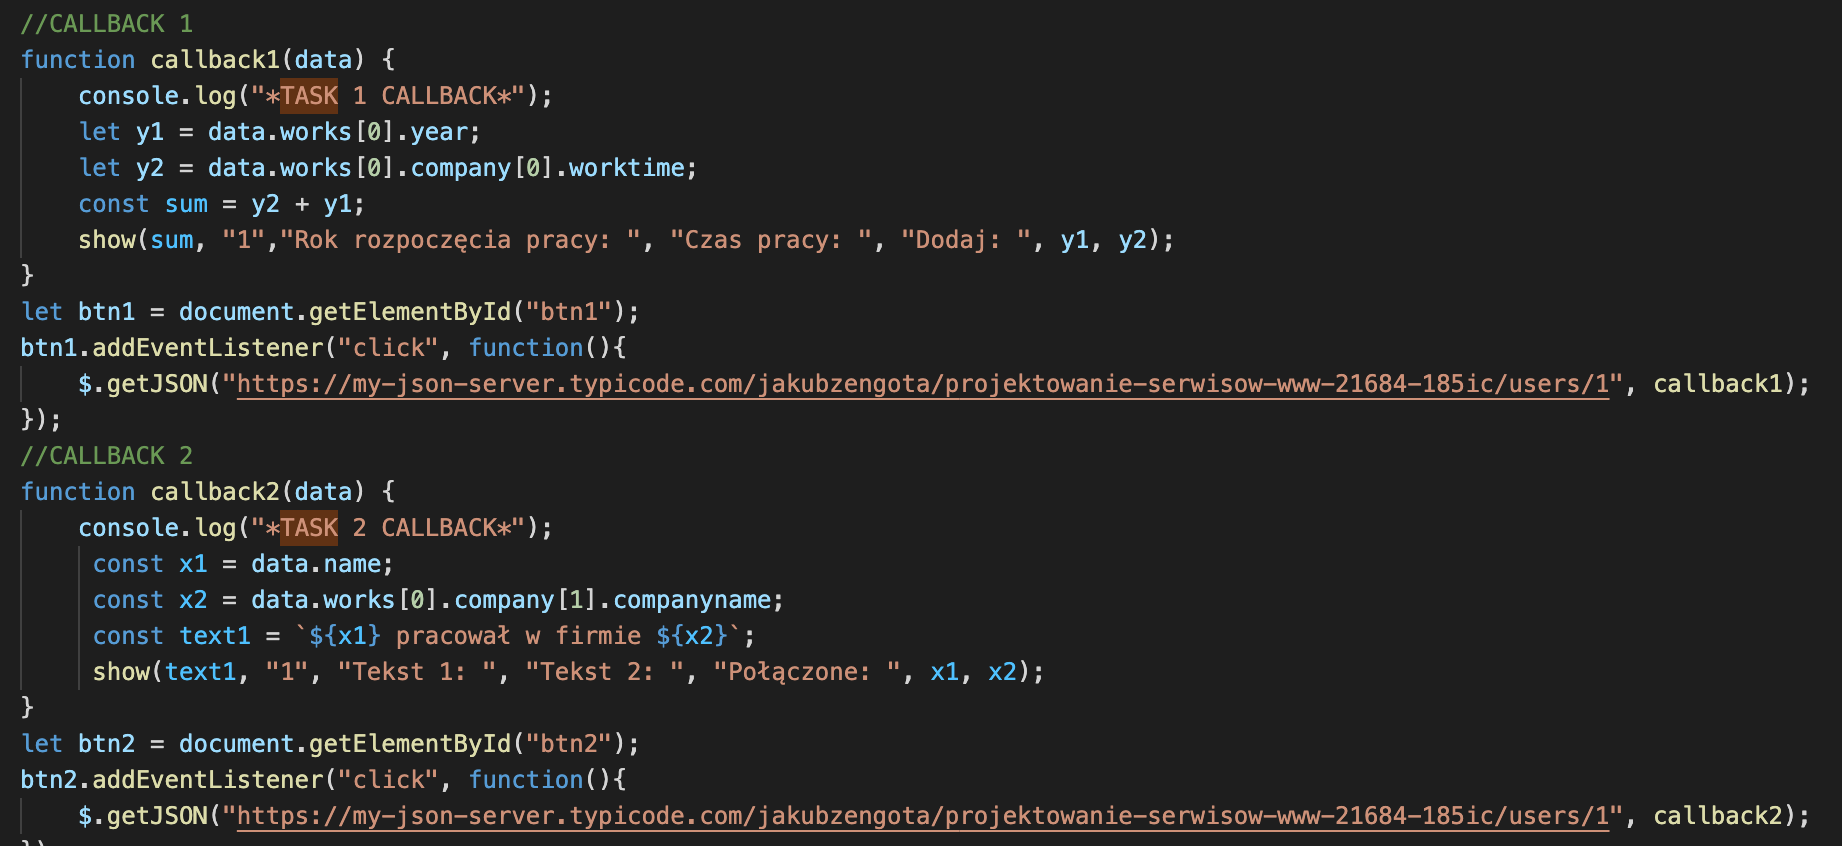 //CALLBACK 1
function callback1(data) {
    console.log("*TASK 1 CALLBACK*");
    let y1 = data.works[0].year;
    let y2 = data.works[0].company[0].worktime;
    const sum = y2 + y1;
    show(sum, "1","Rok rozpoczęcia pracy: ", "Czas pracy: ", "Dodaj: ", y1, y2);
}
let btn1 = document.getElementById("btn1");
btn1.addEventListener("click", function(){
    $.getJSON("https://my-json-server.typicode.com/jakubzengota/projektowanie-serwisow-www-21684-185ic/users/1", callback1);
});
//CALLBACK 2
function callback2(data) {
    console.log("*TASK 2 CALLBACK*");
     const x1 = data.name;
     const x2 = data.works[0].company[1].companyname;
     const text1 = `${x1} pracował w firmie ${x2}`;
     show(text1, "1", "Tekst 1: ", "Tekst 2: ", "Połączone: ", x1, x2);
}
let btn2 = document.getElementById("btn2");
btn2.addEventListener("click", function(){
    $.getJSON("https://my-json-server.typicode.com/jakubzengota/projektowanie-serwisow-www-21684-185ic/users/1", callback2);